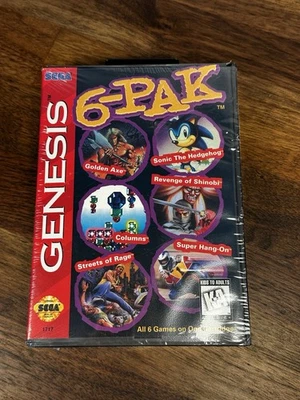 SEGA
6-PAK
TM
GENESIS
Golden Axe
Sonic The Hedgehog
Revenge of Shinobi
Columns
Super Hang-On
Streets of Rage
KIDS TO ADULTS
SEGA
All 6 Games on One